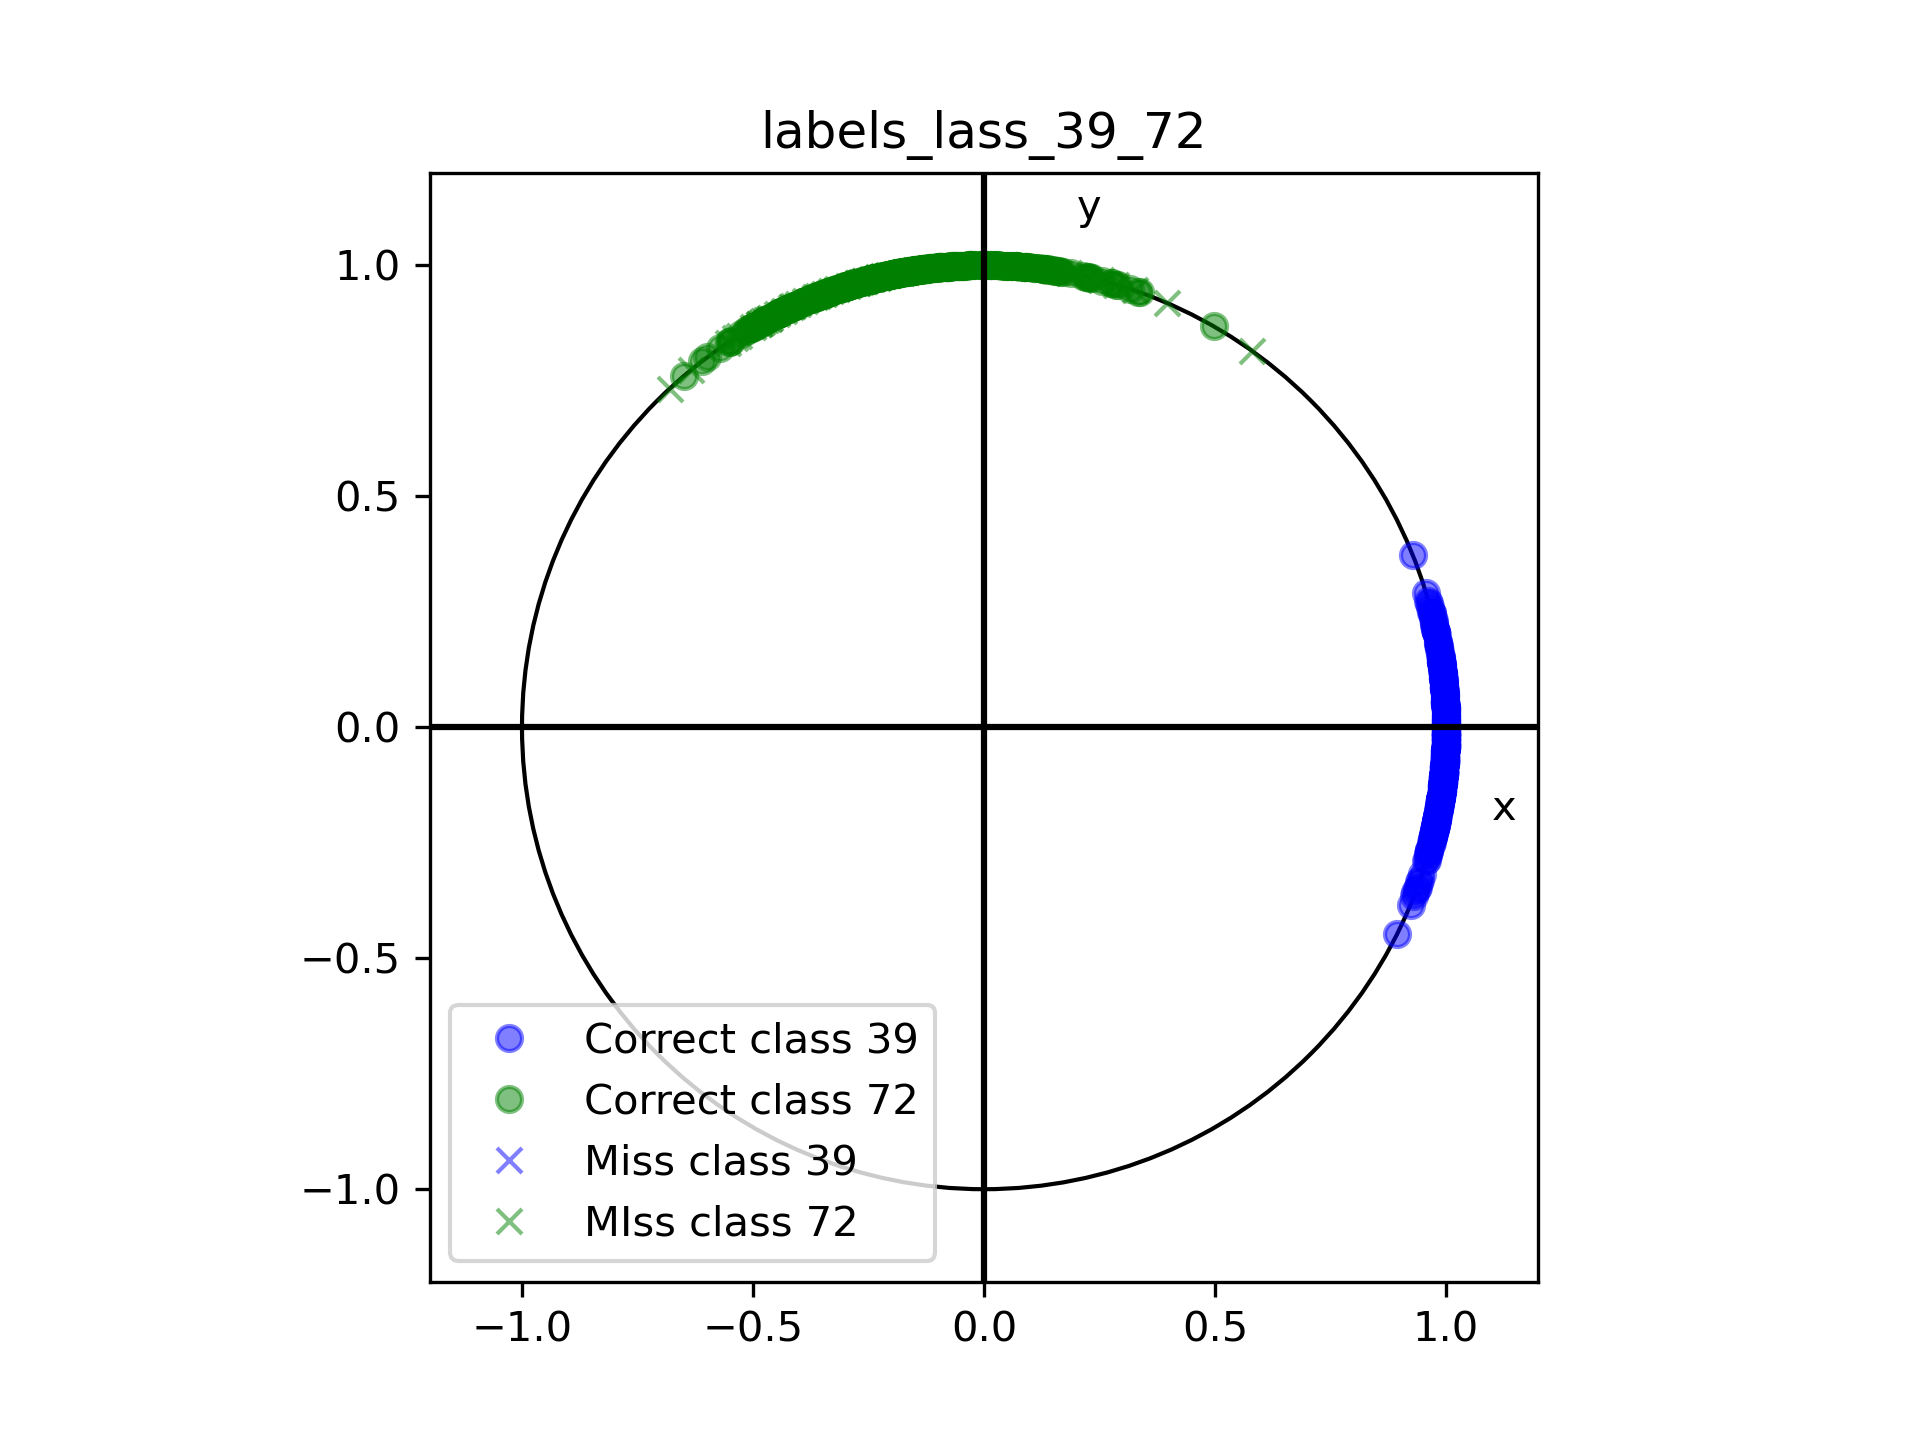 labels_lass_39_72
y
1.0
0.5
0.0
x
−0.5
−1.0
Correct class 39
Correct class 72
Miss class 39
MIss class 72
−1.0 −0.5 0.0 0.5 1.0